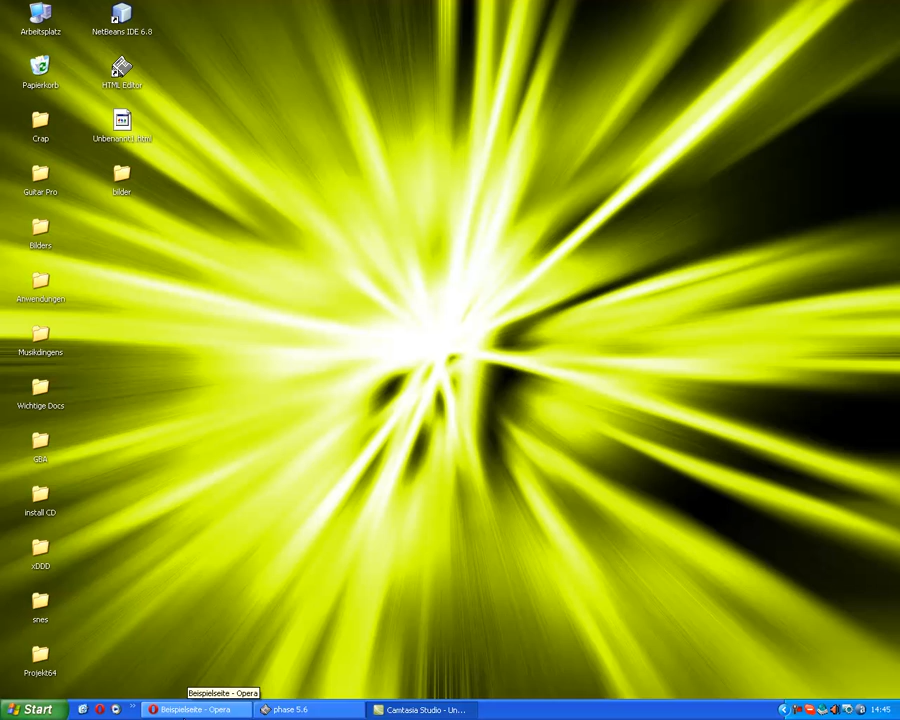 Arbeitsplatz
NetBeans IDE 6.8
Papierkorb
HTML Editor
Crap
Unbenannt1.html
Guitar Pro
bilder
Bilders
Anwendungen
Musikdingens
Wichtige Docs
GBA
install CD
xDDD
snes
Projekt64
Beispielseite - Opera
Start
Beispielseite - Opera
phase 5.6
Camtasia Studio - Un...
14:45